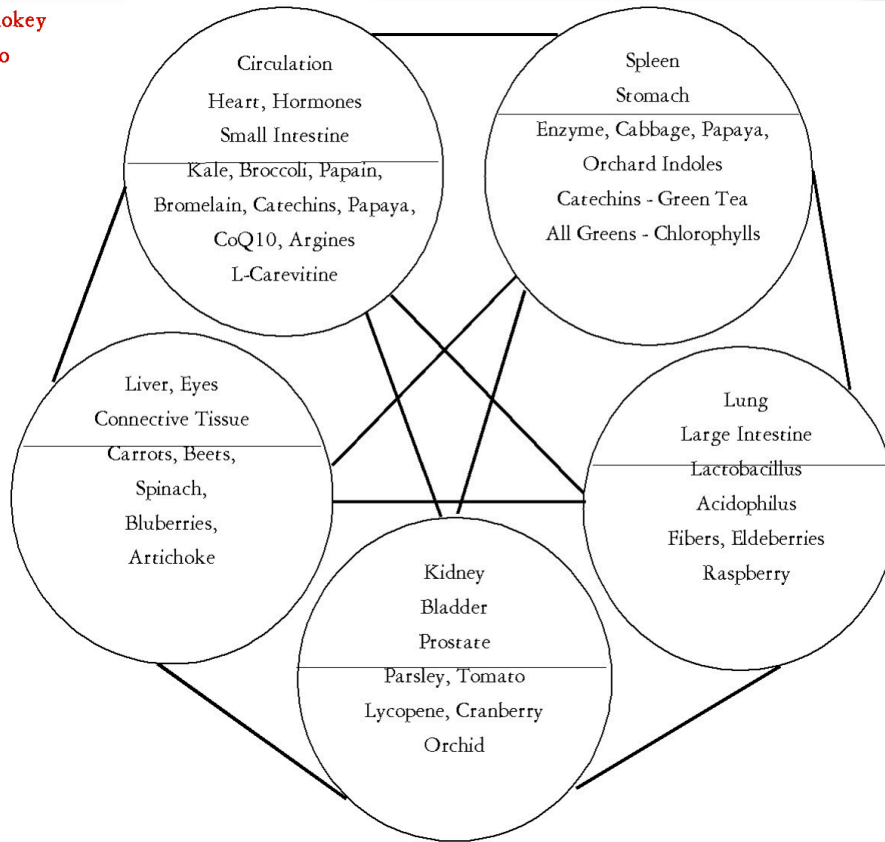 okey
o
Circulation
Heart, Hormones
Small Intestine
Kale, Broccoli, Papain,
Bromelain, Catechins, Papaya,
CoQ10, Argines
L-Carevitine
Spleen
Stomach
Enzyme, Cabbage, Papaya,
Orchard Indoles
Catechins - Green Tea
All Greens - Chlorophylls
Liver, Eyes
Connective Tissue
Carrots, Beets,
Spinach,
Bluberries,
Artichoke
Lung
Large Intestine
Lactobacillus
Acidophilus
Fibers, Eldeberries
Raspberry
Kidney
Bladder
Prostate
Parsley, Tomato
Lycopene, Cranberry
Orchid